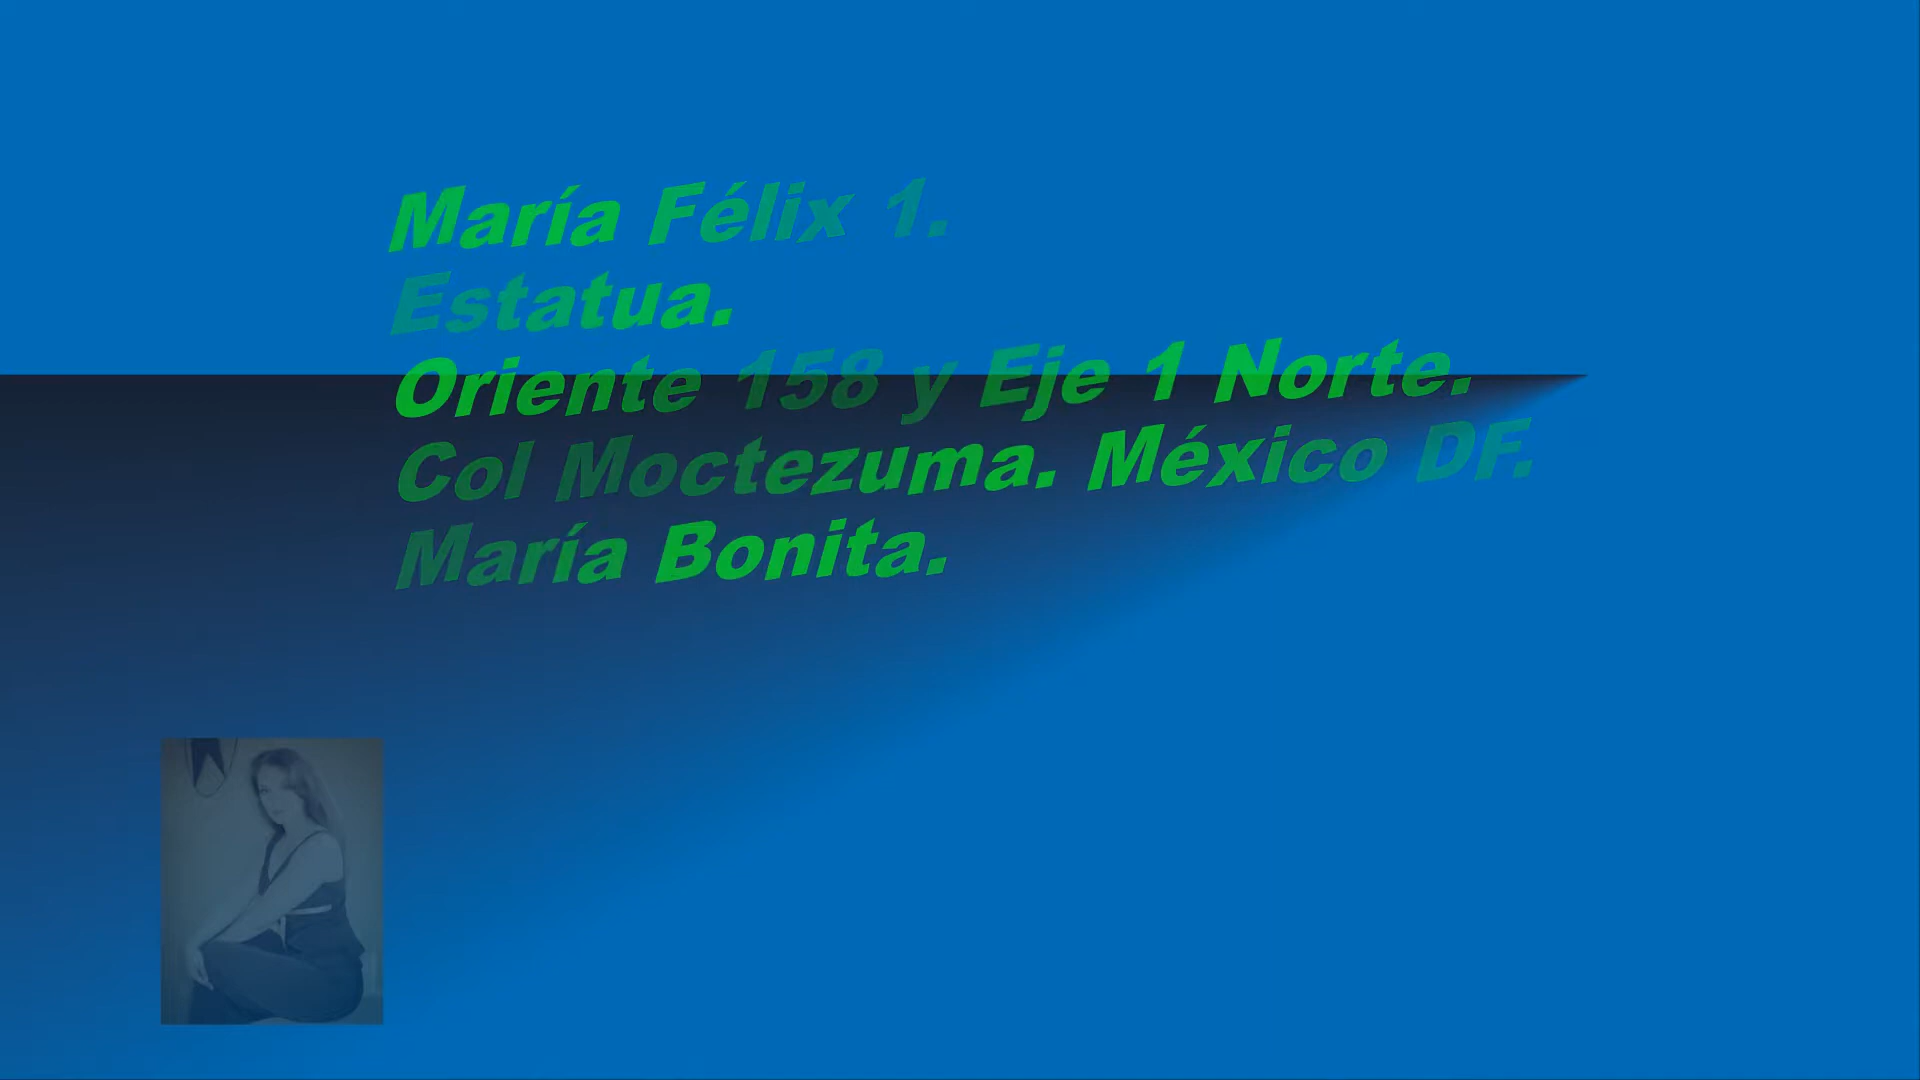 María Félix 1.
Estatua.
Oriente 158 y Eje 1 Norte.
Col Moctezuma. México DF.
María Bonita.